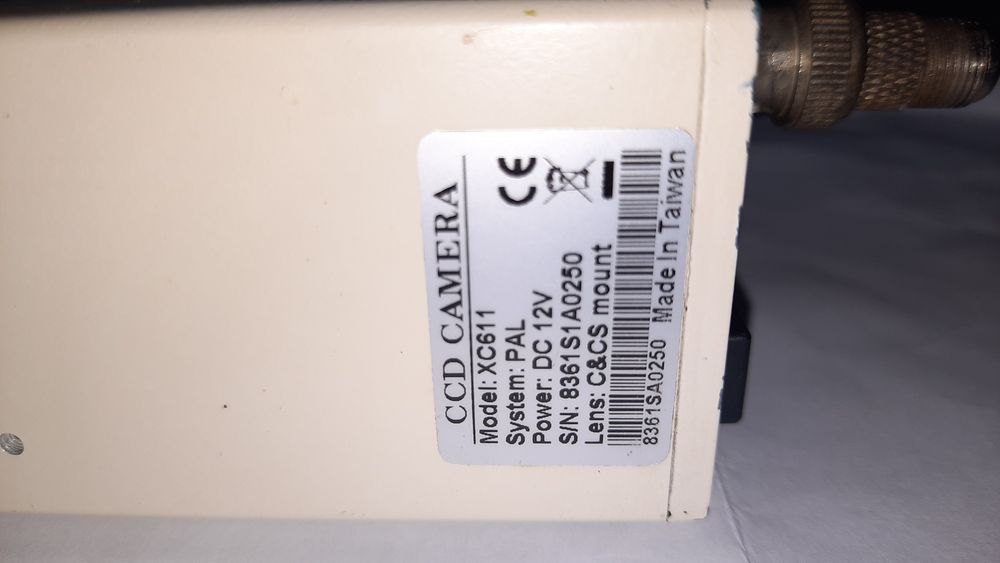 CCD CAMERA
Model: XC611
System: PAL
Power: DC 12V
S/N: 8361S1A0250
Lens: C&CS mount
CE
8361SA0250 Made In Taiwan